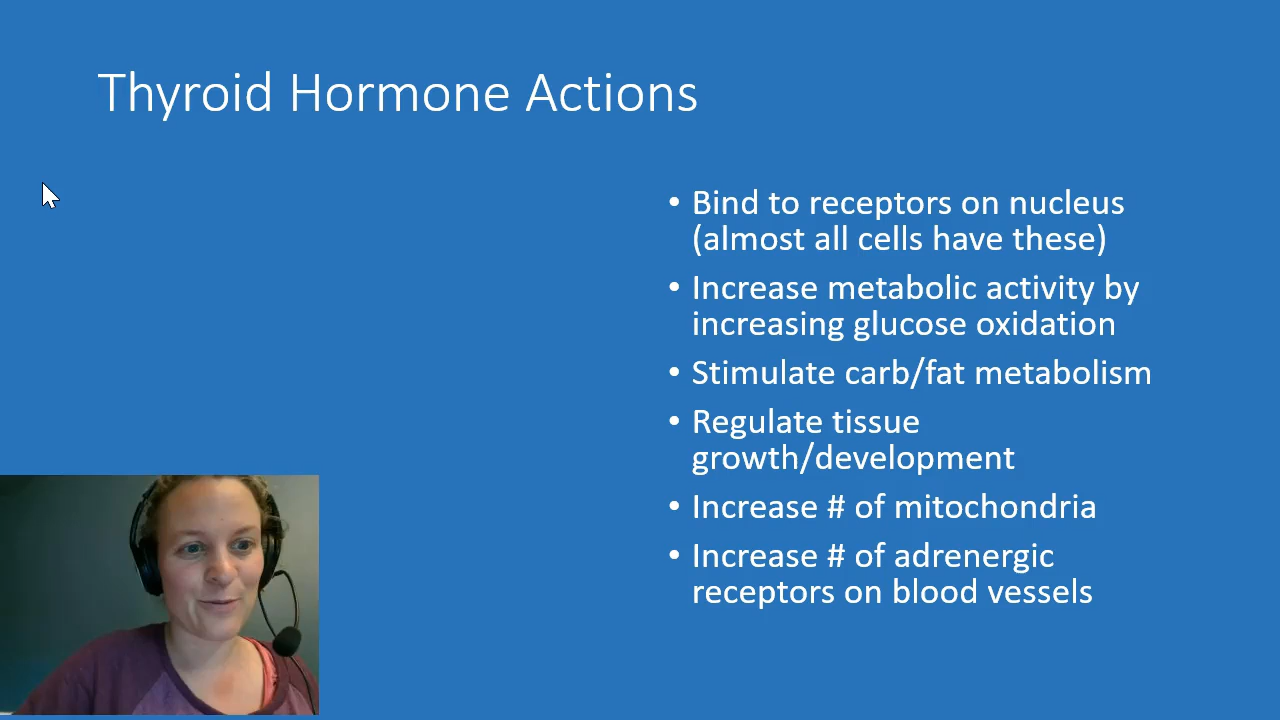 Thyroid Hormone Actions
• Bind to receptors on nucleus
(almost all cells have these)
• Increase metabolic activity by
increasing glucose oxidation
• Stimulate carb/fat metabolism
• Regulate tissue
growth/development
• Increase # of mitochondria
• Increase # of adrenergic
receptors on blood vessels